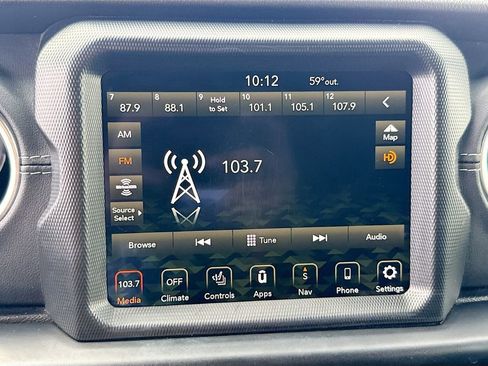 10:12 59°out.
7 8 9 10 11 12
87.9 88.1 Hold to Set 101.1 105.1 107.9
AM
Map
FM
HD
103.7
SiriusXM
Source Select
Browse Tune Audio
103.7 OFF S
Media Climate Controls Apps Nav Phone Settings